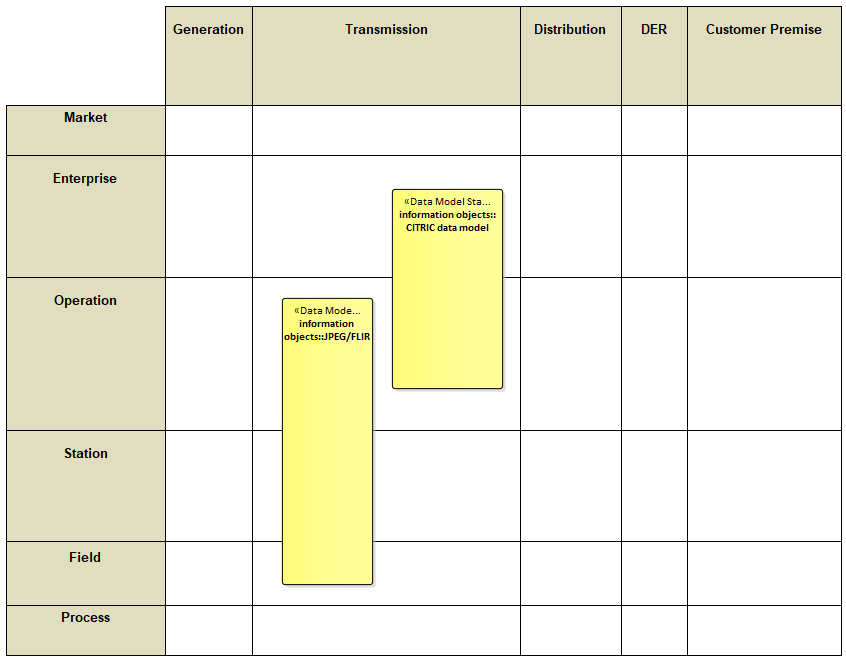 Generation
Transmission
Distribution
DER
Customer Premise
Market
Enterprise
«Data Model Sta...
information objects::
CITRIC data model
Operation
«Data Mode...
information
objects::JPEG/FLIR
Station
Field
Process